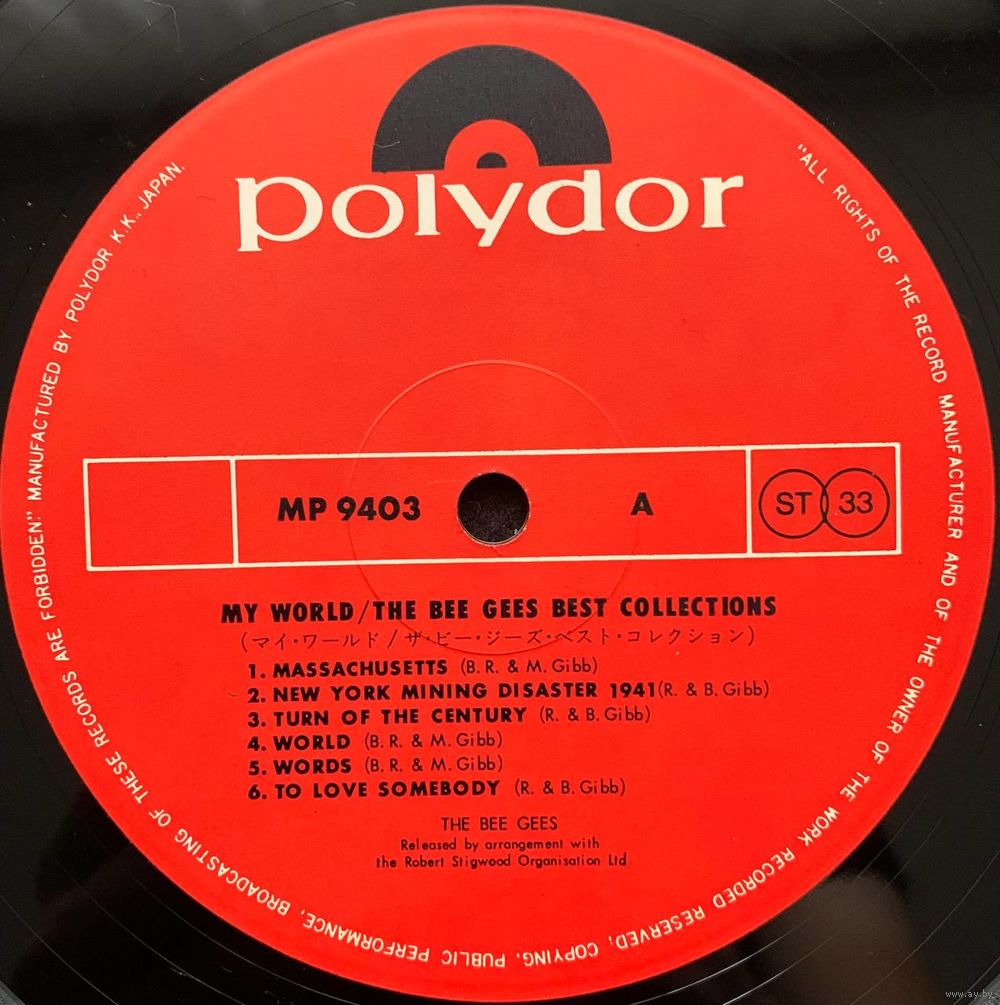 polydor
"ALL RIGHTS OF THE RECORD MANUFACTURER AND OF THE OWNER OF THE WORK RECORDED RESERVED; COPYING, PUBLIC PERFORMANCE, BROADCASTING OF THESE RECORDS ARE FORBIDDEN." MANUFACTURED BY POLYDOR K.K., JAPAN.
MP 9403 A ST 33
MY WORLD/THE BEE GEES BEST COLLECTIONS
(マイ・ワールド/ザ・ビー・ジーズ・ベスト・コレクション)
1. MASSACHUSETTS (B. R. & M. Gibb)
2. NEW YORK MINING DISASTER 1941 (R. & B. Gibb)
3. TURN OF THE CENTURY (R. & B. Gibb)
4. WORLD (B. R. & M. Gibb)
5. WORDS (B. R. & M. Gibb)
6. TO LOVE SOMEBODY (R. & B. Gibb)
THE BEE GEES
Released by arrangement with
the Robert Stigwood Organisation Ltd
www.ay.by